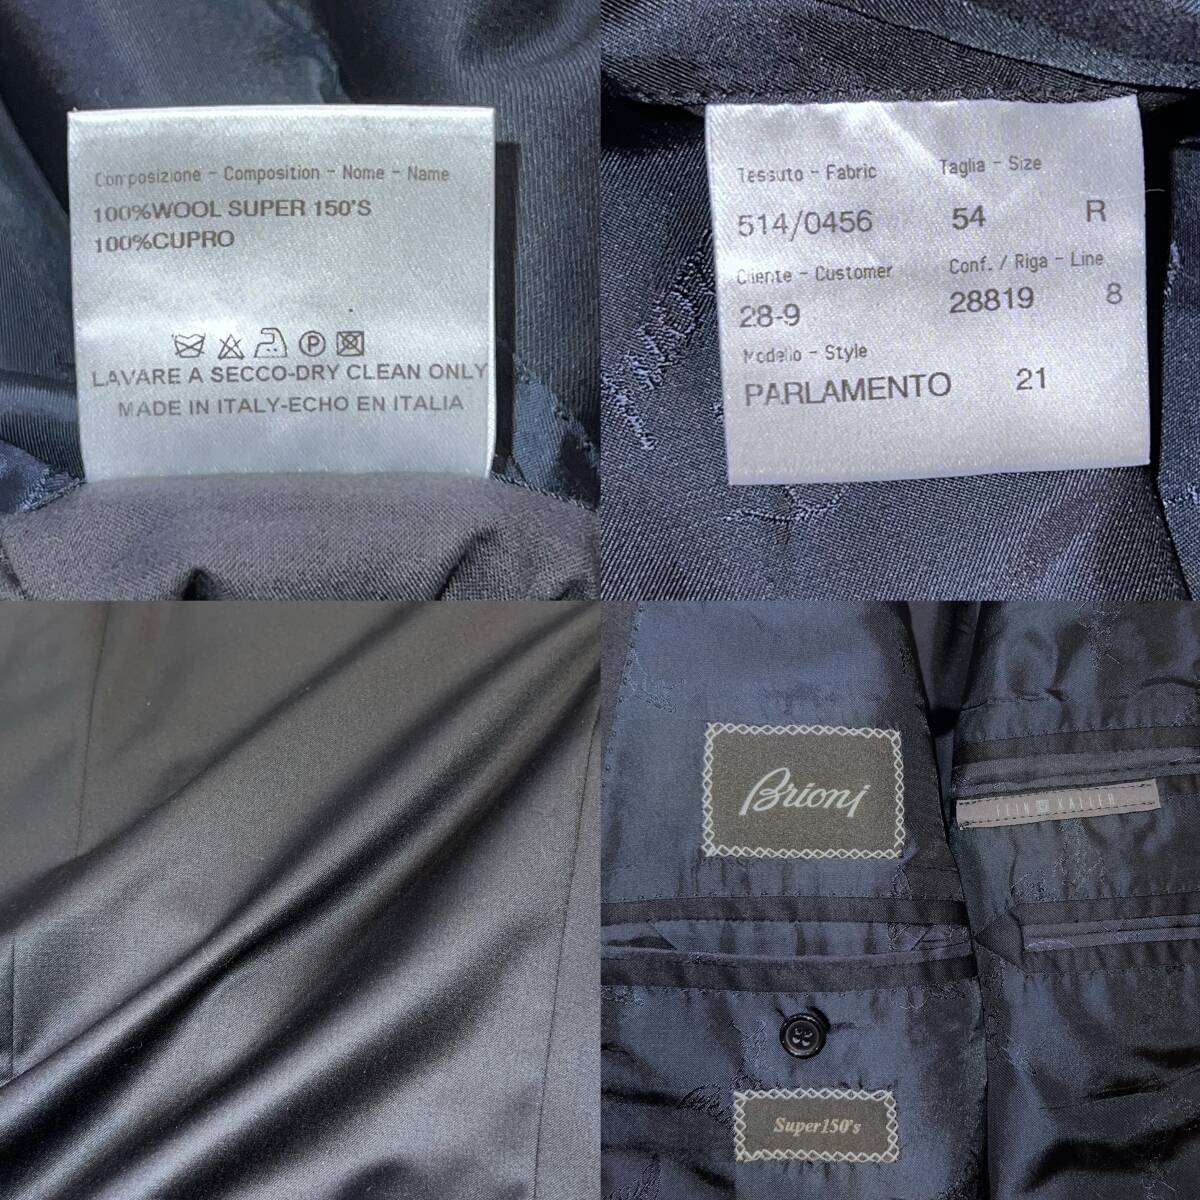 Composizione - Composition - Nome - Name
100%WOOL SUPER 150'S
100%CUPRO
P
LAVARE A SECCO-DRY CLEAN ONLY
MADE IN ITALY-ECHO EN ITALIA
Tessuto - Fabric Taglia - Size
514/0456 54 R
Cliente - Customer Conf. / Riga - Line
28-9 28819 8
Modello - Style
PARLAMENTO 21
Brioni
Super150's